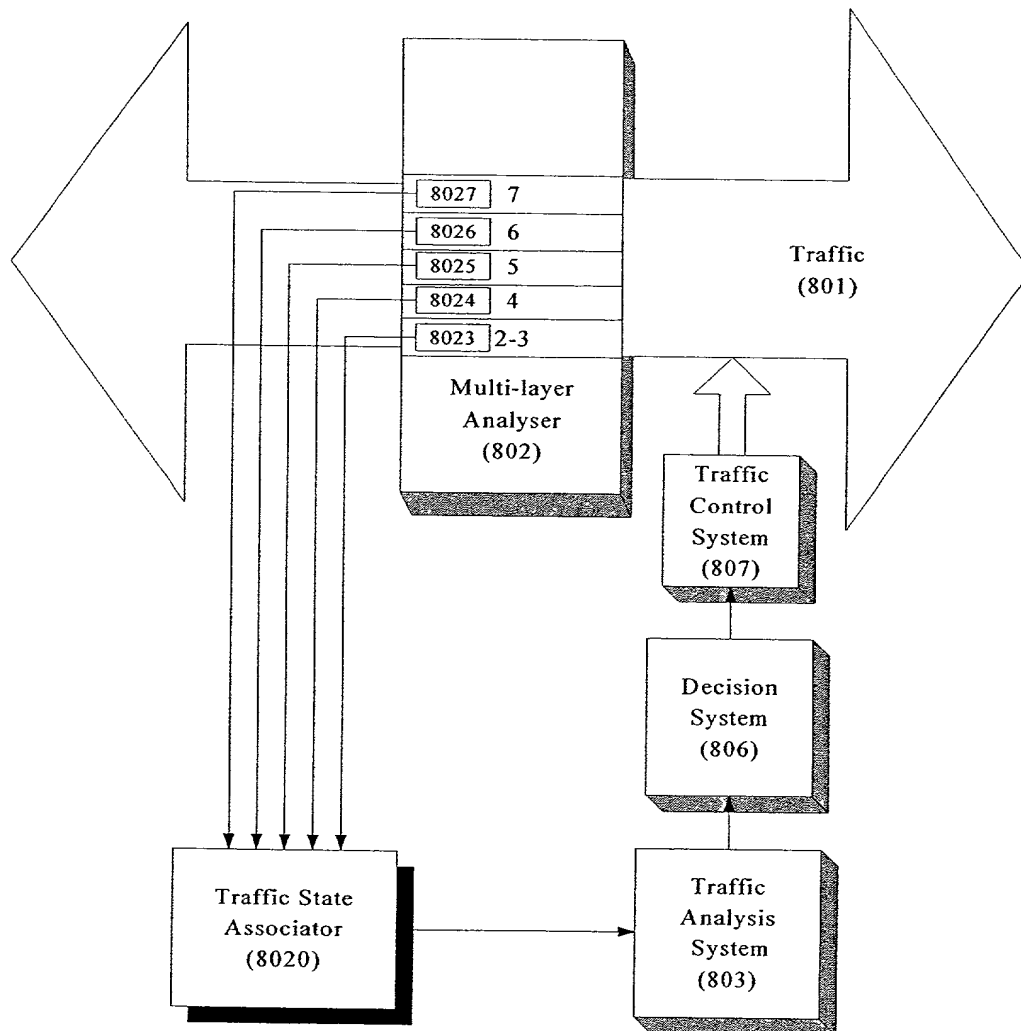 8027 7
8026 6
8025 5
8024 4
8023 2-3
Multi-layer
Analyser
(802)
Traffic
(801)
Traffic
Control
System
(807)
Decision
System
(806)
Traffic State
Associator
(8020)
Traffic
Analysis
System
(803)